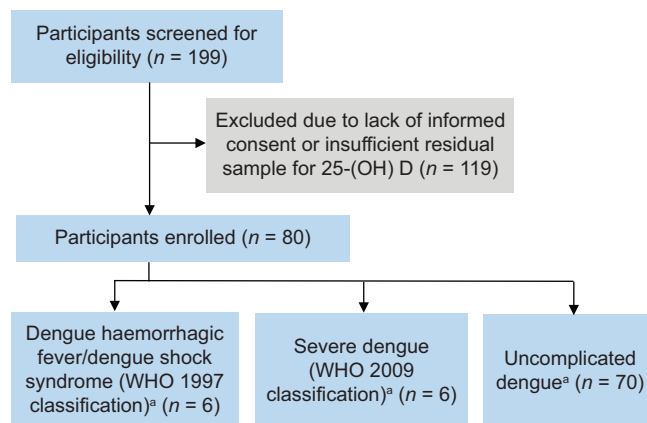 Participants screened for
eligibility (n = 199)
Excluded due to lack of informed
consent or insufficient residual
sample for 25-(OH) D (n = 119)
Participants enrolled (n = 80)
Dengue haemorrhagic
fever/dengue shock
syndrome (WHO 1997
classification)ᵃ (n = 6)
Severe dengue
(WHO 2009
classification)ᵃ (n = 6)
Uncomplicated
dengueᵃ (n = 70)